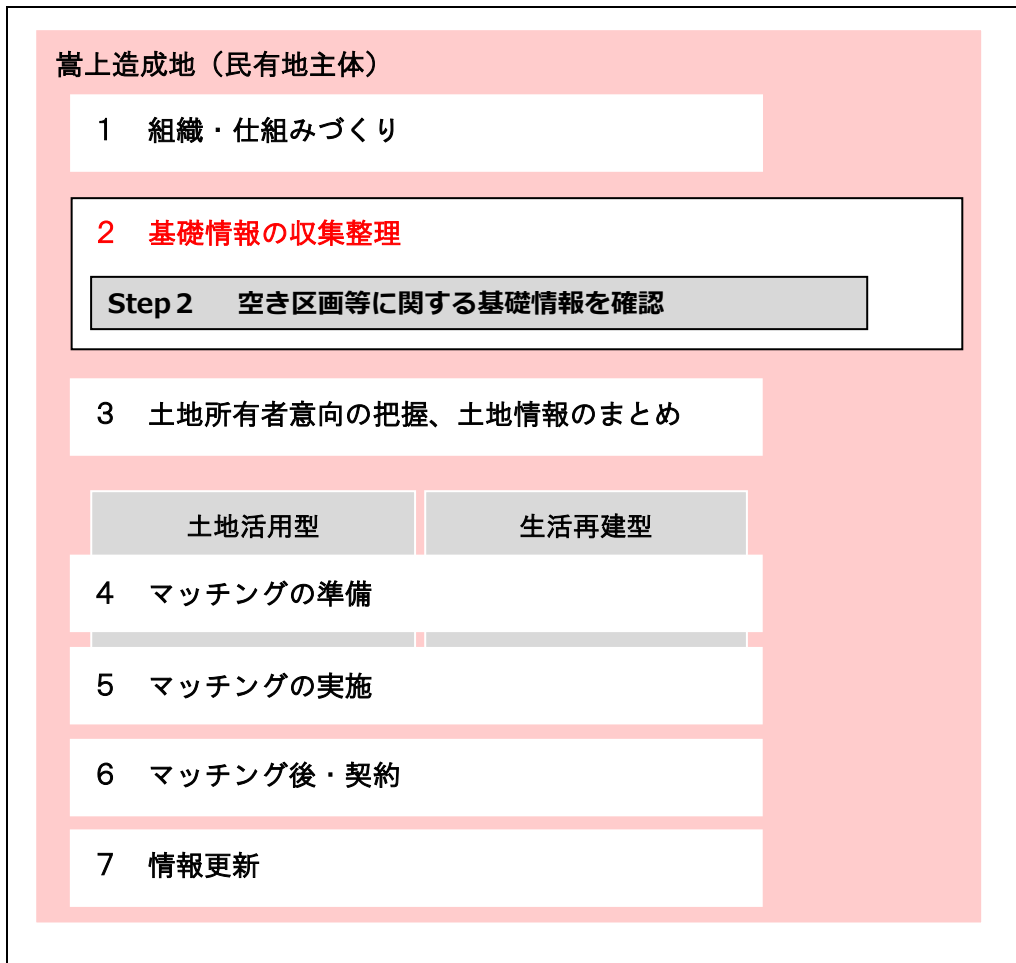 嵩上造成地（民有地主体）
１　組織・仕組みづくり
２　基礎情報の収集整理
Step２　空き区画等に関する基礎情報を確認
３　土地所有者意向の把握、土地情報のまとめ
土地活用型　生活再建型
４　マッチングの準備
５　マッチングの実施
６　マッチング後・契約
７　情報更新